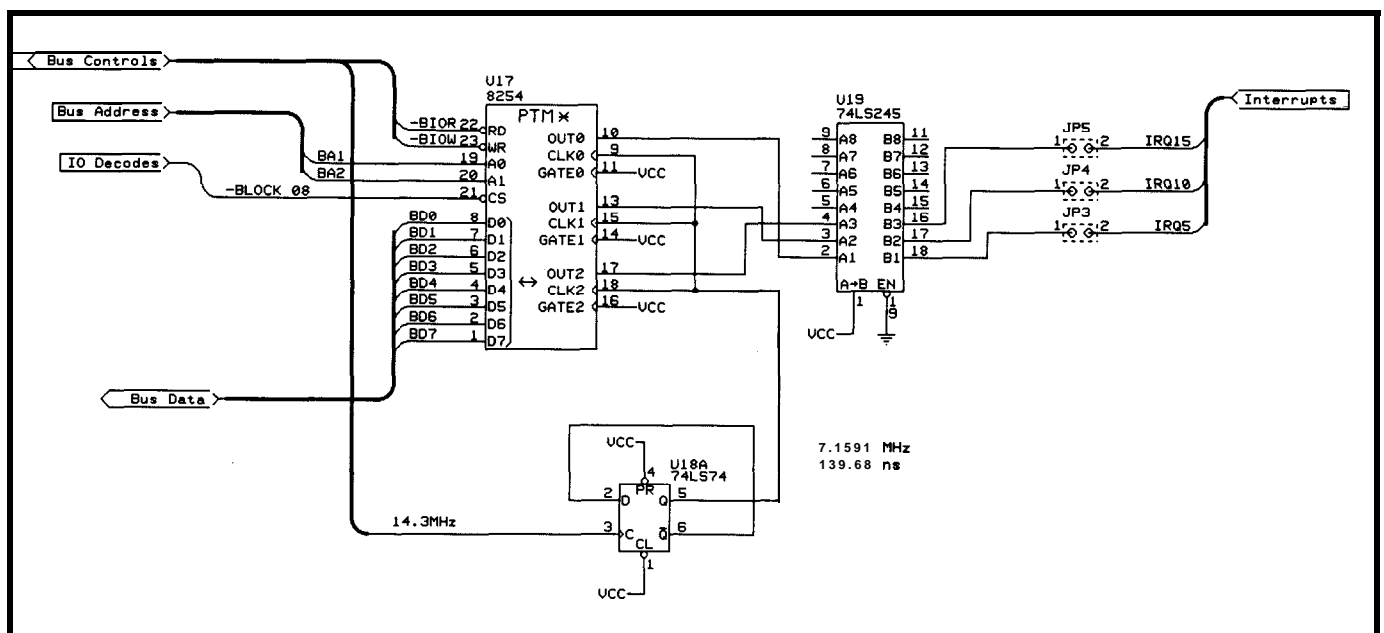 Bus Controls
Bus Address
IO Decodes
Bus Data
Interrupts
U17
8254
PTM*
-BIOR 22 RD
-BIOW 23 WR
BA1 19 A0
BA2 20 A1
-BLOCK 08 21 CS
BD0 8 D0
BD1 7 D1
BD2 6 D2
BD3 5 D3
BD4 4 D4
BD5 3 D5
BD6 2 D6
BD7 1 D7
↔
OUT0 10
CLK0 9
GATE0 11 VCC
OUT1 13
CLK1 15
GATE1 14 VCC
OUT2 17
CLK2 18
GATE2 16 VCC
U19
74LS245
9 A8 B8 11
8 A7 B7 12
7 A6 B6 13
6 A5 B5 14
5 A4 B4 15
4 A3 B3 16
3 A2 B2 17
2 A1 B1 18
A→B EN
1 19
VCC
JP5
1 2 IRQ15
JP4
1 2 IRQ10
JP3
1 2 IRQ5
7.1591 MHz
139.68 ns
VCC
4
U18A
74LS74
PR
2 D Q 5
14.3MHz 3 C Q̅ 6
CL
1
VCC